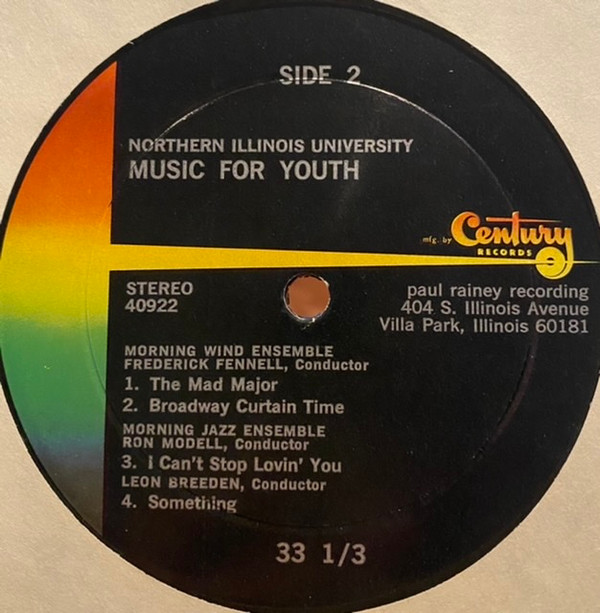 SIDE 2
NORTHERN ILLINOIS UNIVERSITY
MUSIC FOR YOUTH
mfg. by Century
RECORDS
STEREO
40922
paul rainey recording
404 S. Illinois Avenue
Villa Park, Illinois 60181
MORNING WIND ENSEMBLE
FREDERICK FENNELL, Conductor
1. The Mad Major
2. Broadway Curtain Time
MORNING JAZZ ENSEMBLE
RON MODELL, Conductor
3. I Can't Stop Lovin' You
LEON BREEDEN, Conductor
4. Something
33 1/3